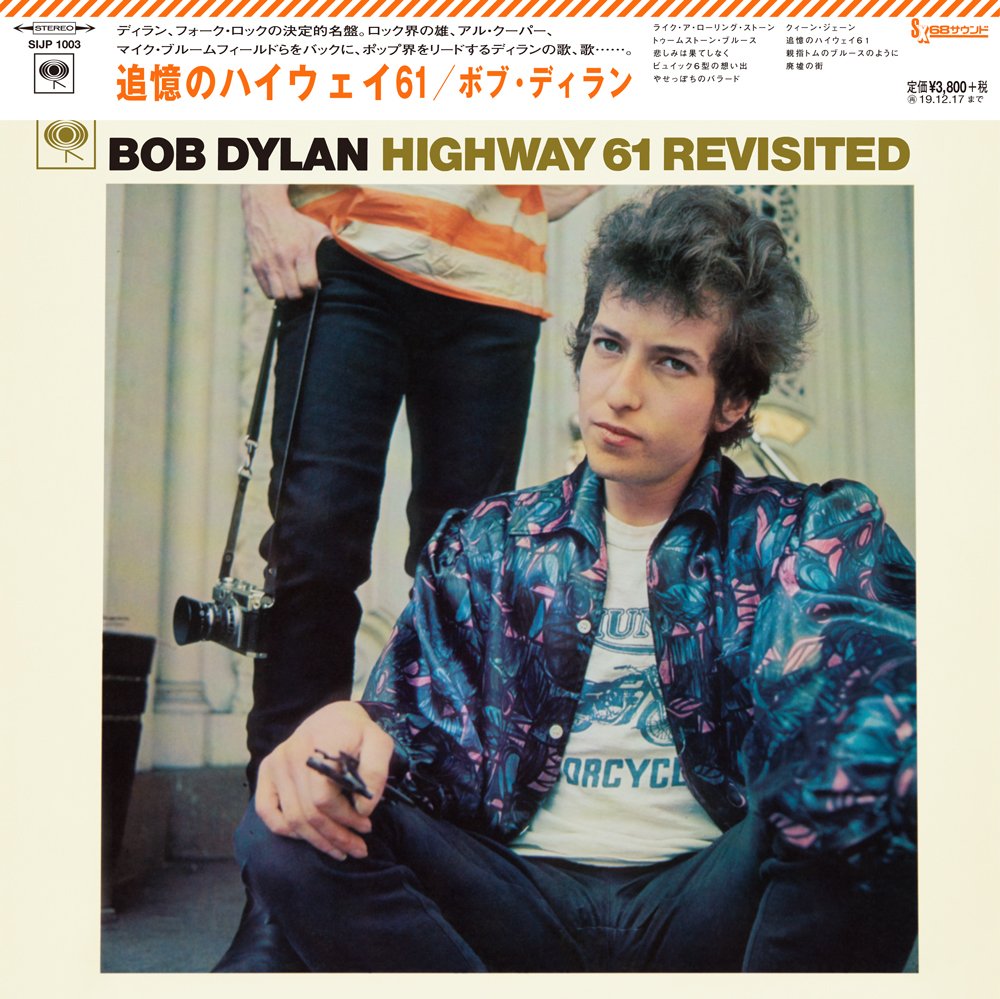 STEREO
SIJP 1003
ディラン、フォーク・ロックの決定的名盤。ロック界の雄、アル・クーパー、
マイク・ブルームフィールドらをバックに、ポップ界をリードするディランの歌、歌……。
追憶のハイウェイ61/ボブ・ディラン
ライク・ア・ローリング・ストーン
トゥームストーン・ブルース
悲しみは果てしなく
ビュイック6型の想い出
やせっぽちのバラード
クィーン・ジェーン
追憶のハイウェイ61
親指トムのブルースのように
廃墟の街
SX68サウンド
定価¥3,800+税
㋐19.12.17まで
BOB DYLAN HIGHWAY 61 REVISITED
IUM
ORCYCL